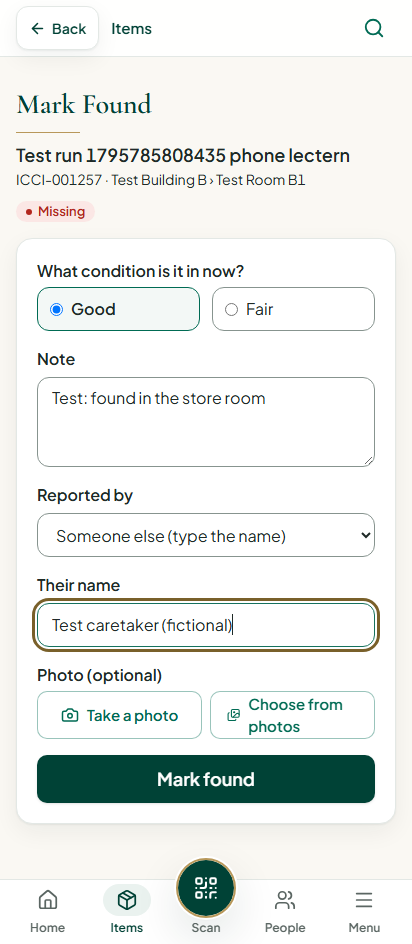 Back
Items
Mark Found
Test run 1795785808435 phone lectern
ICCI-001257 · Test Building B › Test Room B1
Missing
What condition is it in now?
Good
Fair
Note
Test: found in the store room
Reported by
Someone else (type the name)
Their name
Test caretaker (fictional)
Photo (optional)
Take a photo
Choose from
photos
Mark found
Home
Items
Scan
People
Menu